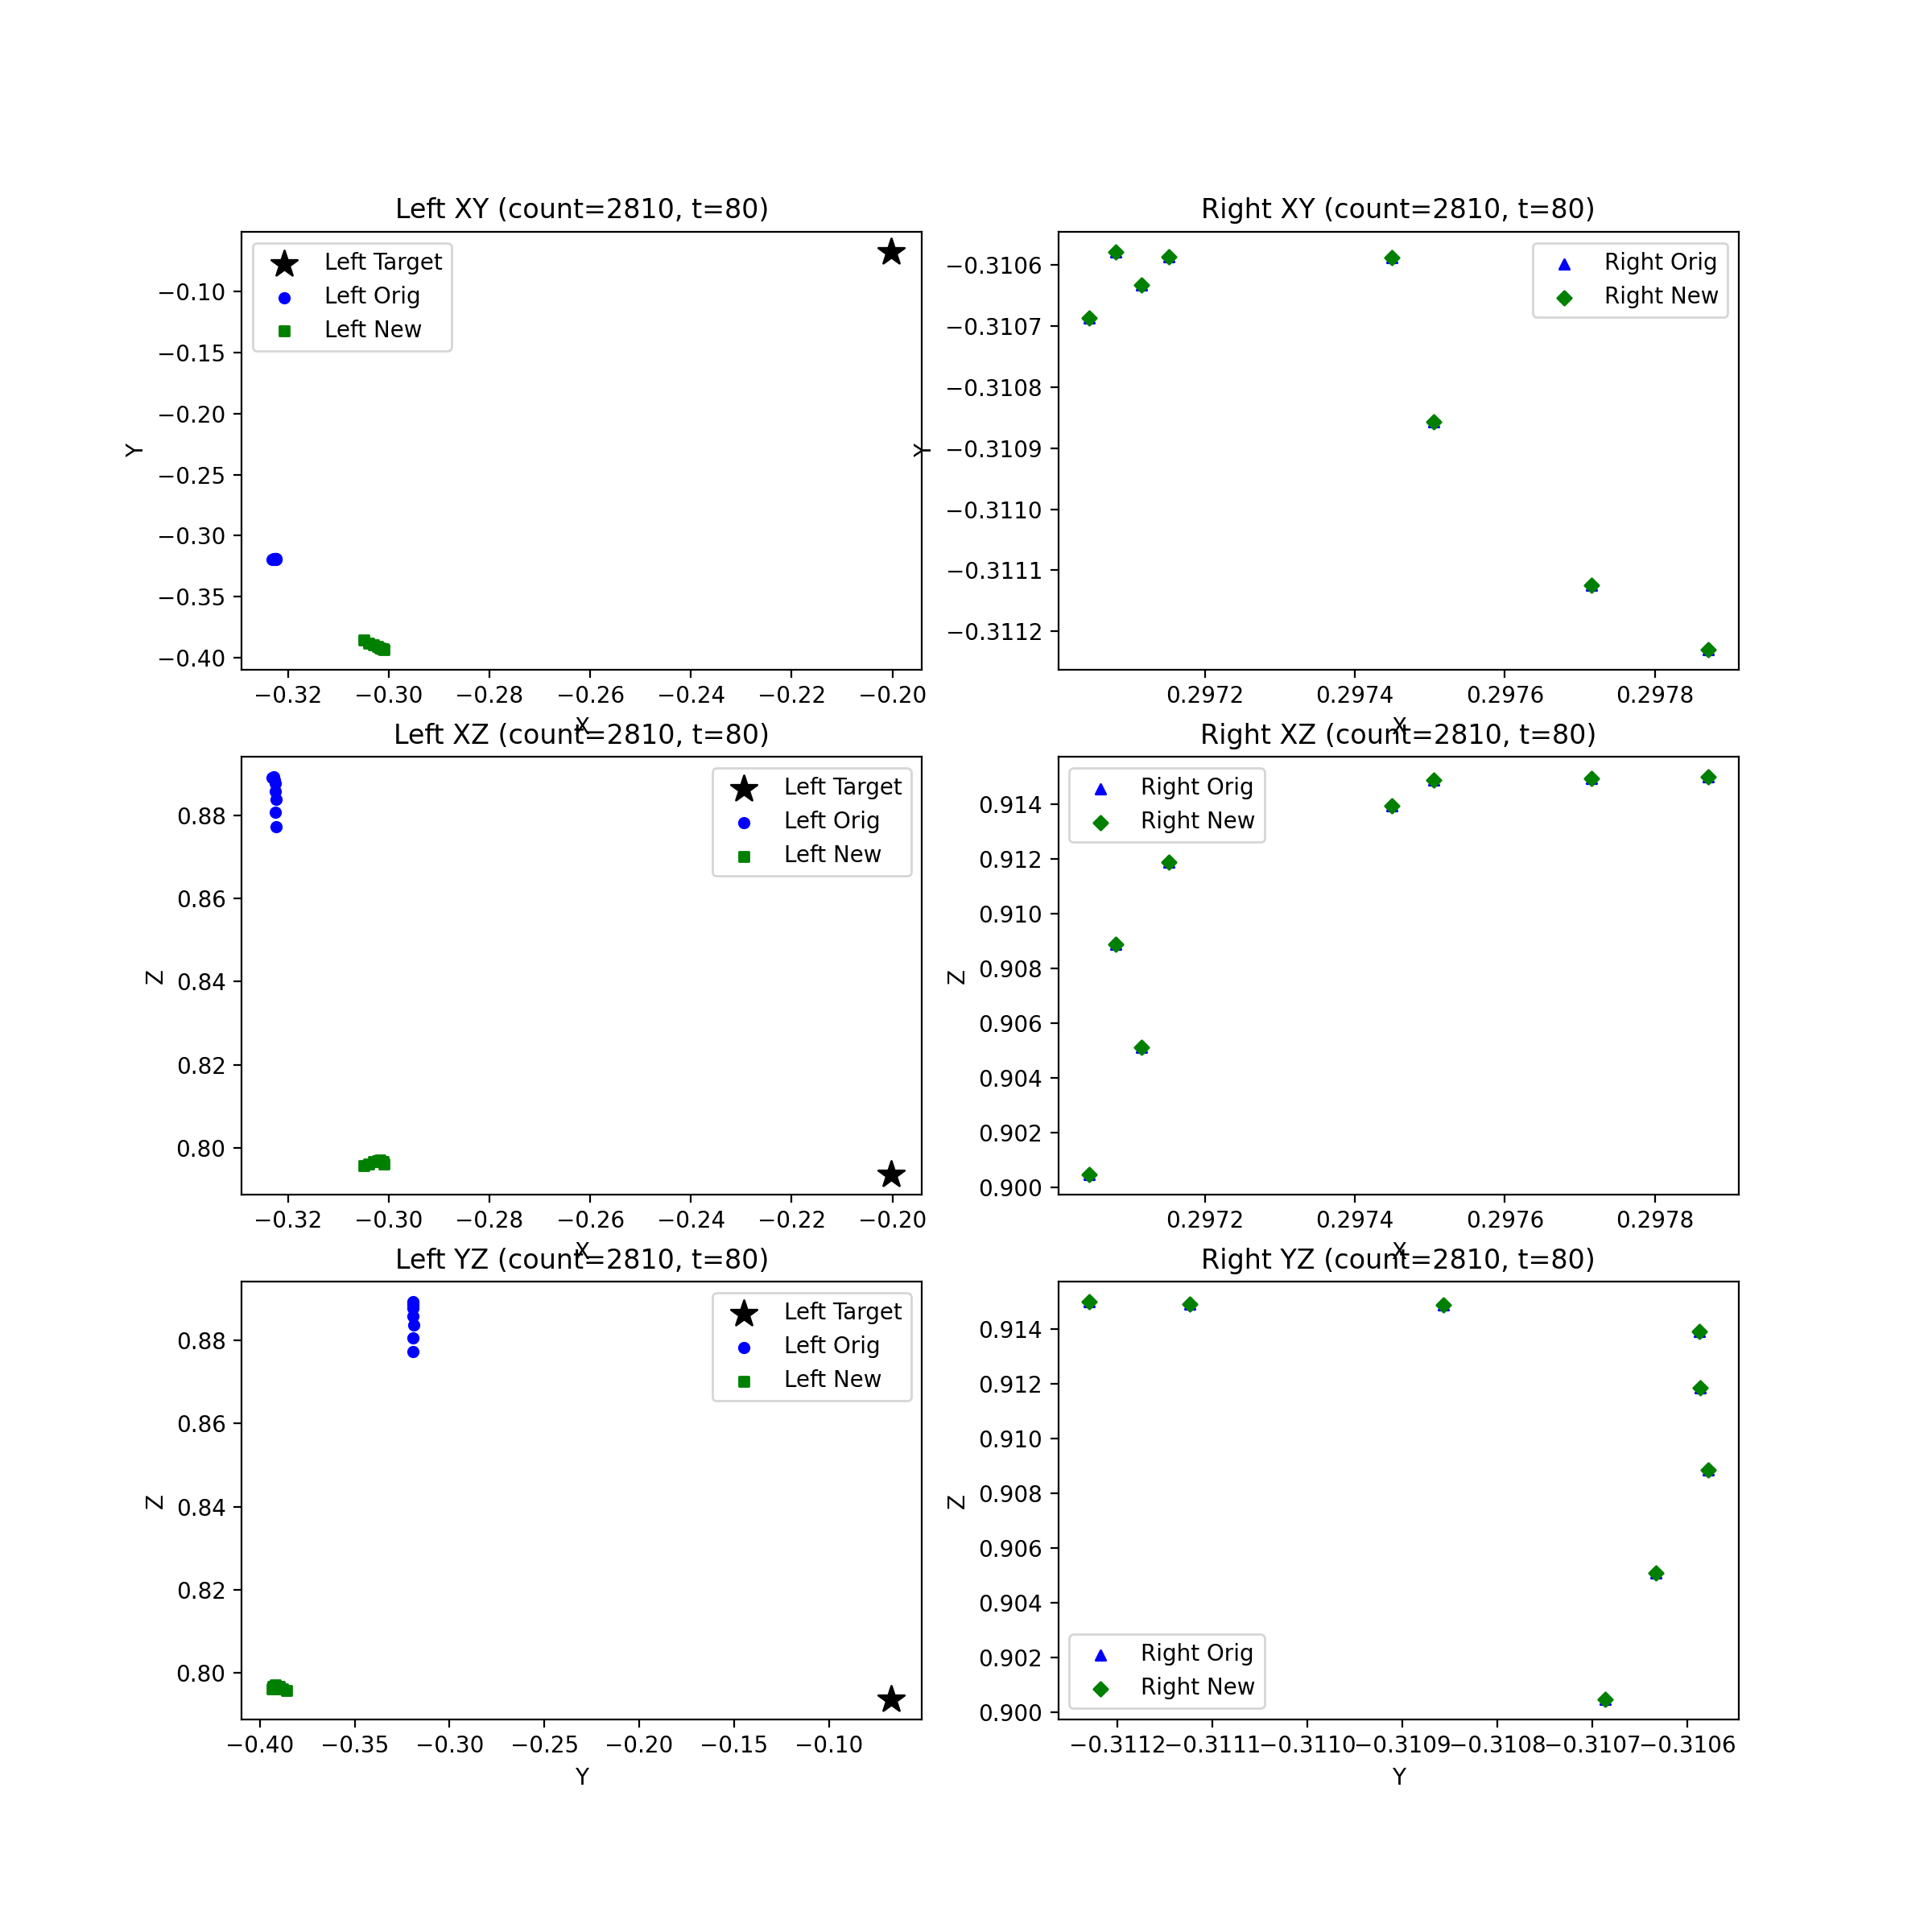 Left XY (count=2810, t=80)
Left Target
Left Orig
Left New
−0.10
−0.15
−0.20
−0.25
−0.30
−0.35
−0.40
Y
−0.32 −0.30 −0.28 −0.26 −0.24 −0.22 −0.20
X
Right XY (count=2810, t=80)
Right Orig
Right New
−0.3106
−0.3107
−0.3108
−0.3109
−0.3110
−0.3111
−0.3112
Y
0.2972 0.2974 0.2976 0.2978
X
Left XZ (count=2810, t=80)
Left Target
Left Orig
Left New
0.88
0.86
0.84
0.82
0.80
Z
−0.32 −0.30 −0.28 −0.26 −0.24 −0.22 −0.20
X
Right XZ (count=2810, t=80)
Right Orig
Right New
0.914
0.912
0.910
0.908
0.906
0.904
0.902
0.900
Z
0.2972 0.2974 0.2976 0.2978
X
Left YZ (count=2810, t=80)
Left Target
Left Orig
Left New
0.88
0.86
0.84
0.82
0.80
Z
−0.40 −0.35 −0.30 −0.25 −0.20 −0.15 −0.10
Y
Right YZ (count=2810, t=80)
0.914
0.912
0.910
0.908
0.906
0.904
0.902
0.900
Z
Right Orig
Right New
−0.3112 −0.3111 −0.3110 −0.3109 −0.3108 −0.3107 −0.3106
Y